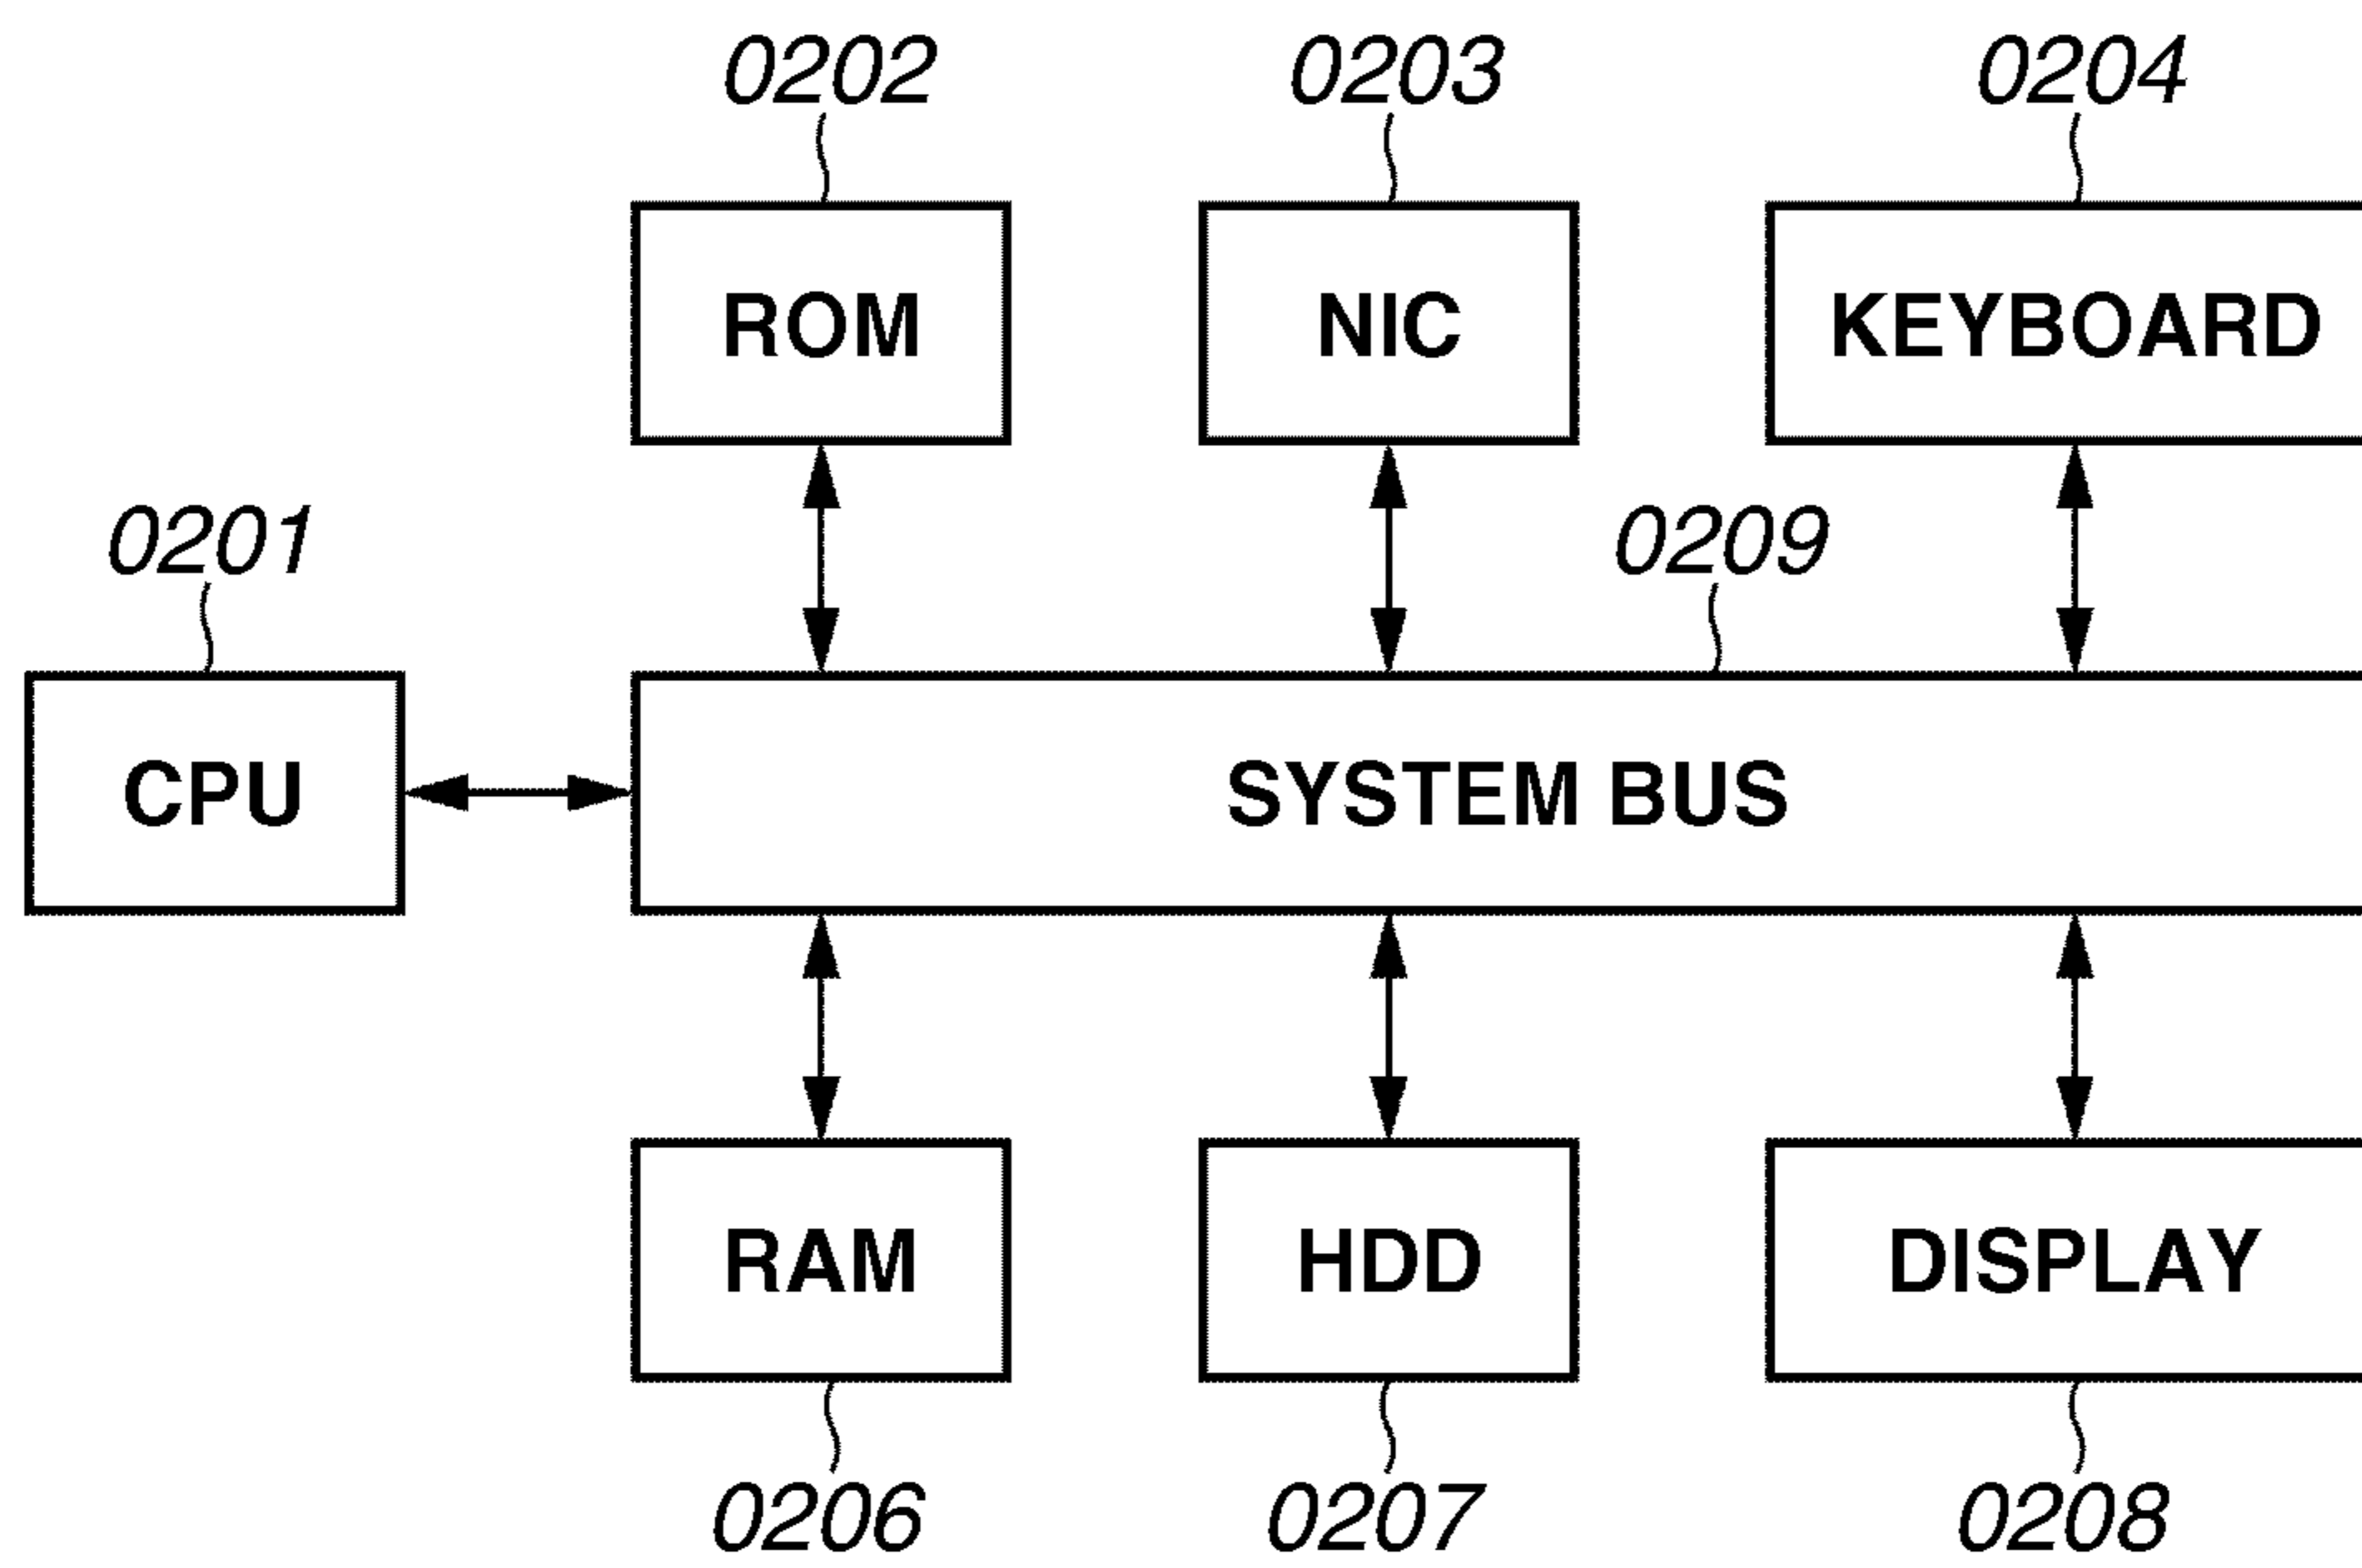 0202 0203 0204
ROM NIC KEYBOARD
0201 0209
CPU SYSTEM BUS
RAM HDD DISPLAY
0206 0207 0208